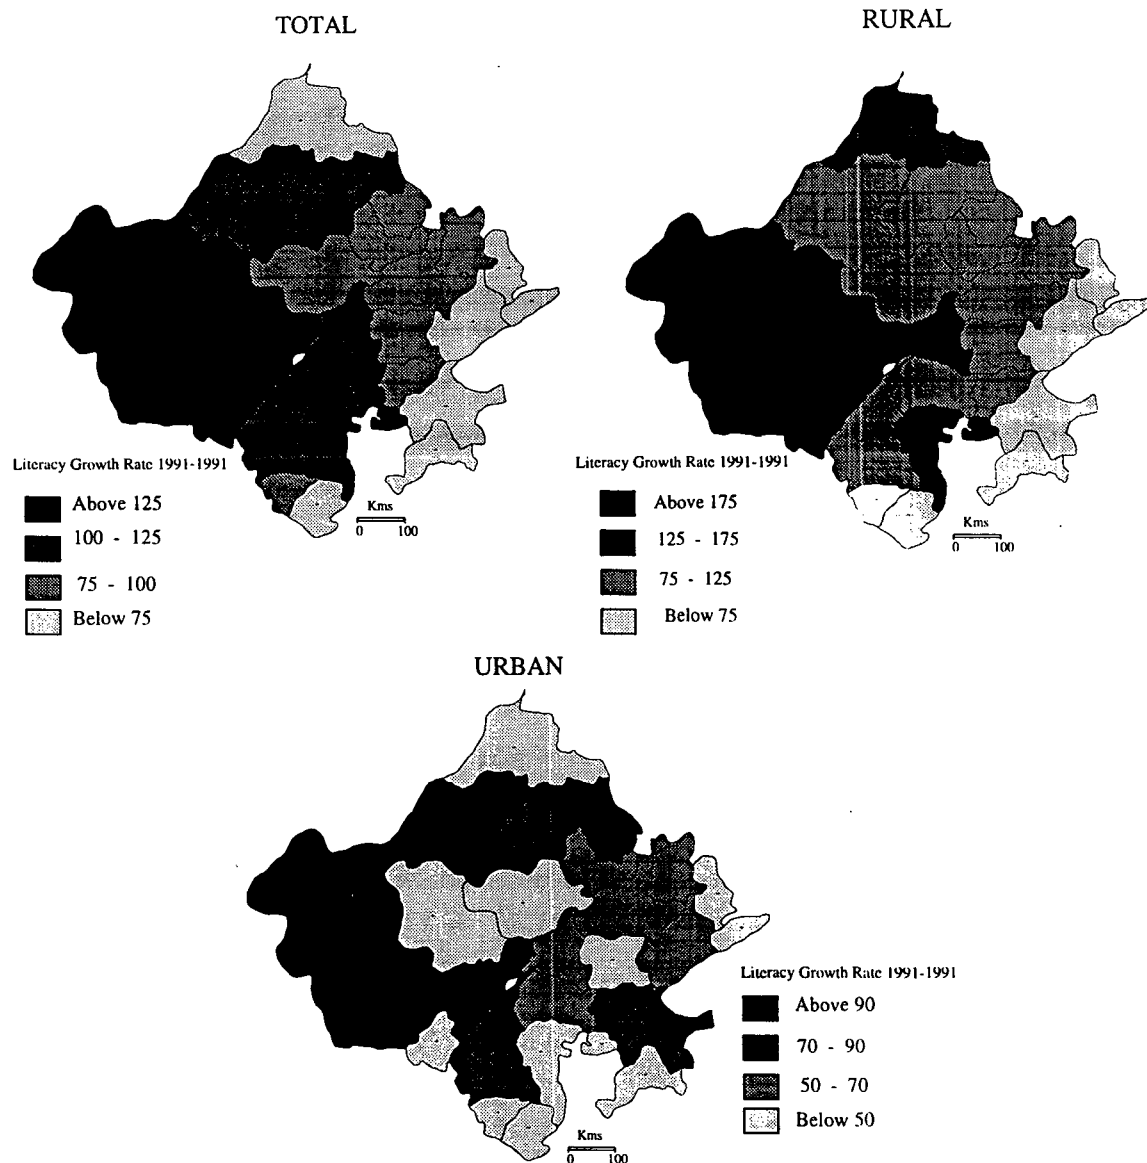 TOTAL
Literacy Growth Rate 1991-1991
Above 125
100 - 125
75 - 100
Below 75
Kms
0 100
RURAL
Literacy Growth Rate 1991-1991
Above 175
125 - 175
75 - 125
Below 75
Kms
0 100
URBAN
Literacy Growth Rate 1991-1991
Above 90
70 - 90
50 - 70
Below 50
Kms
0 100